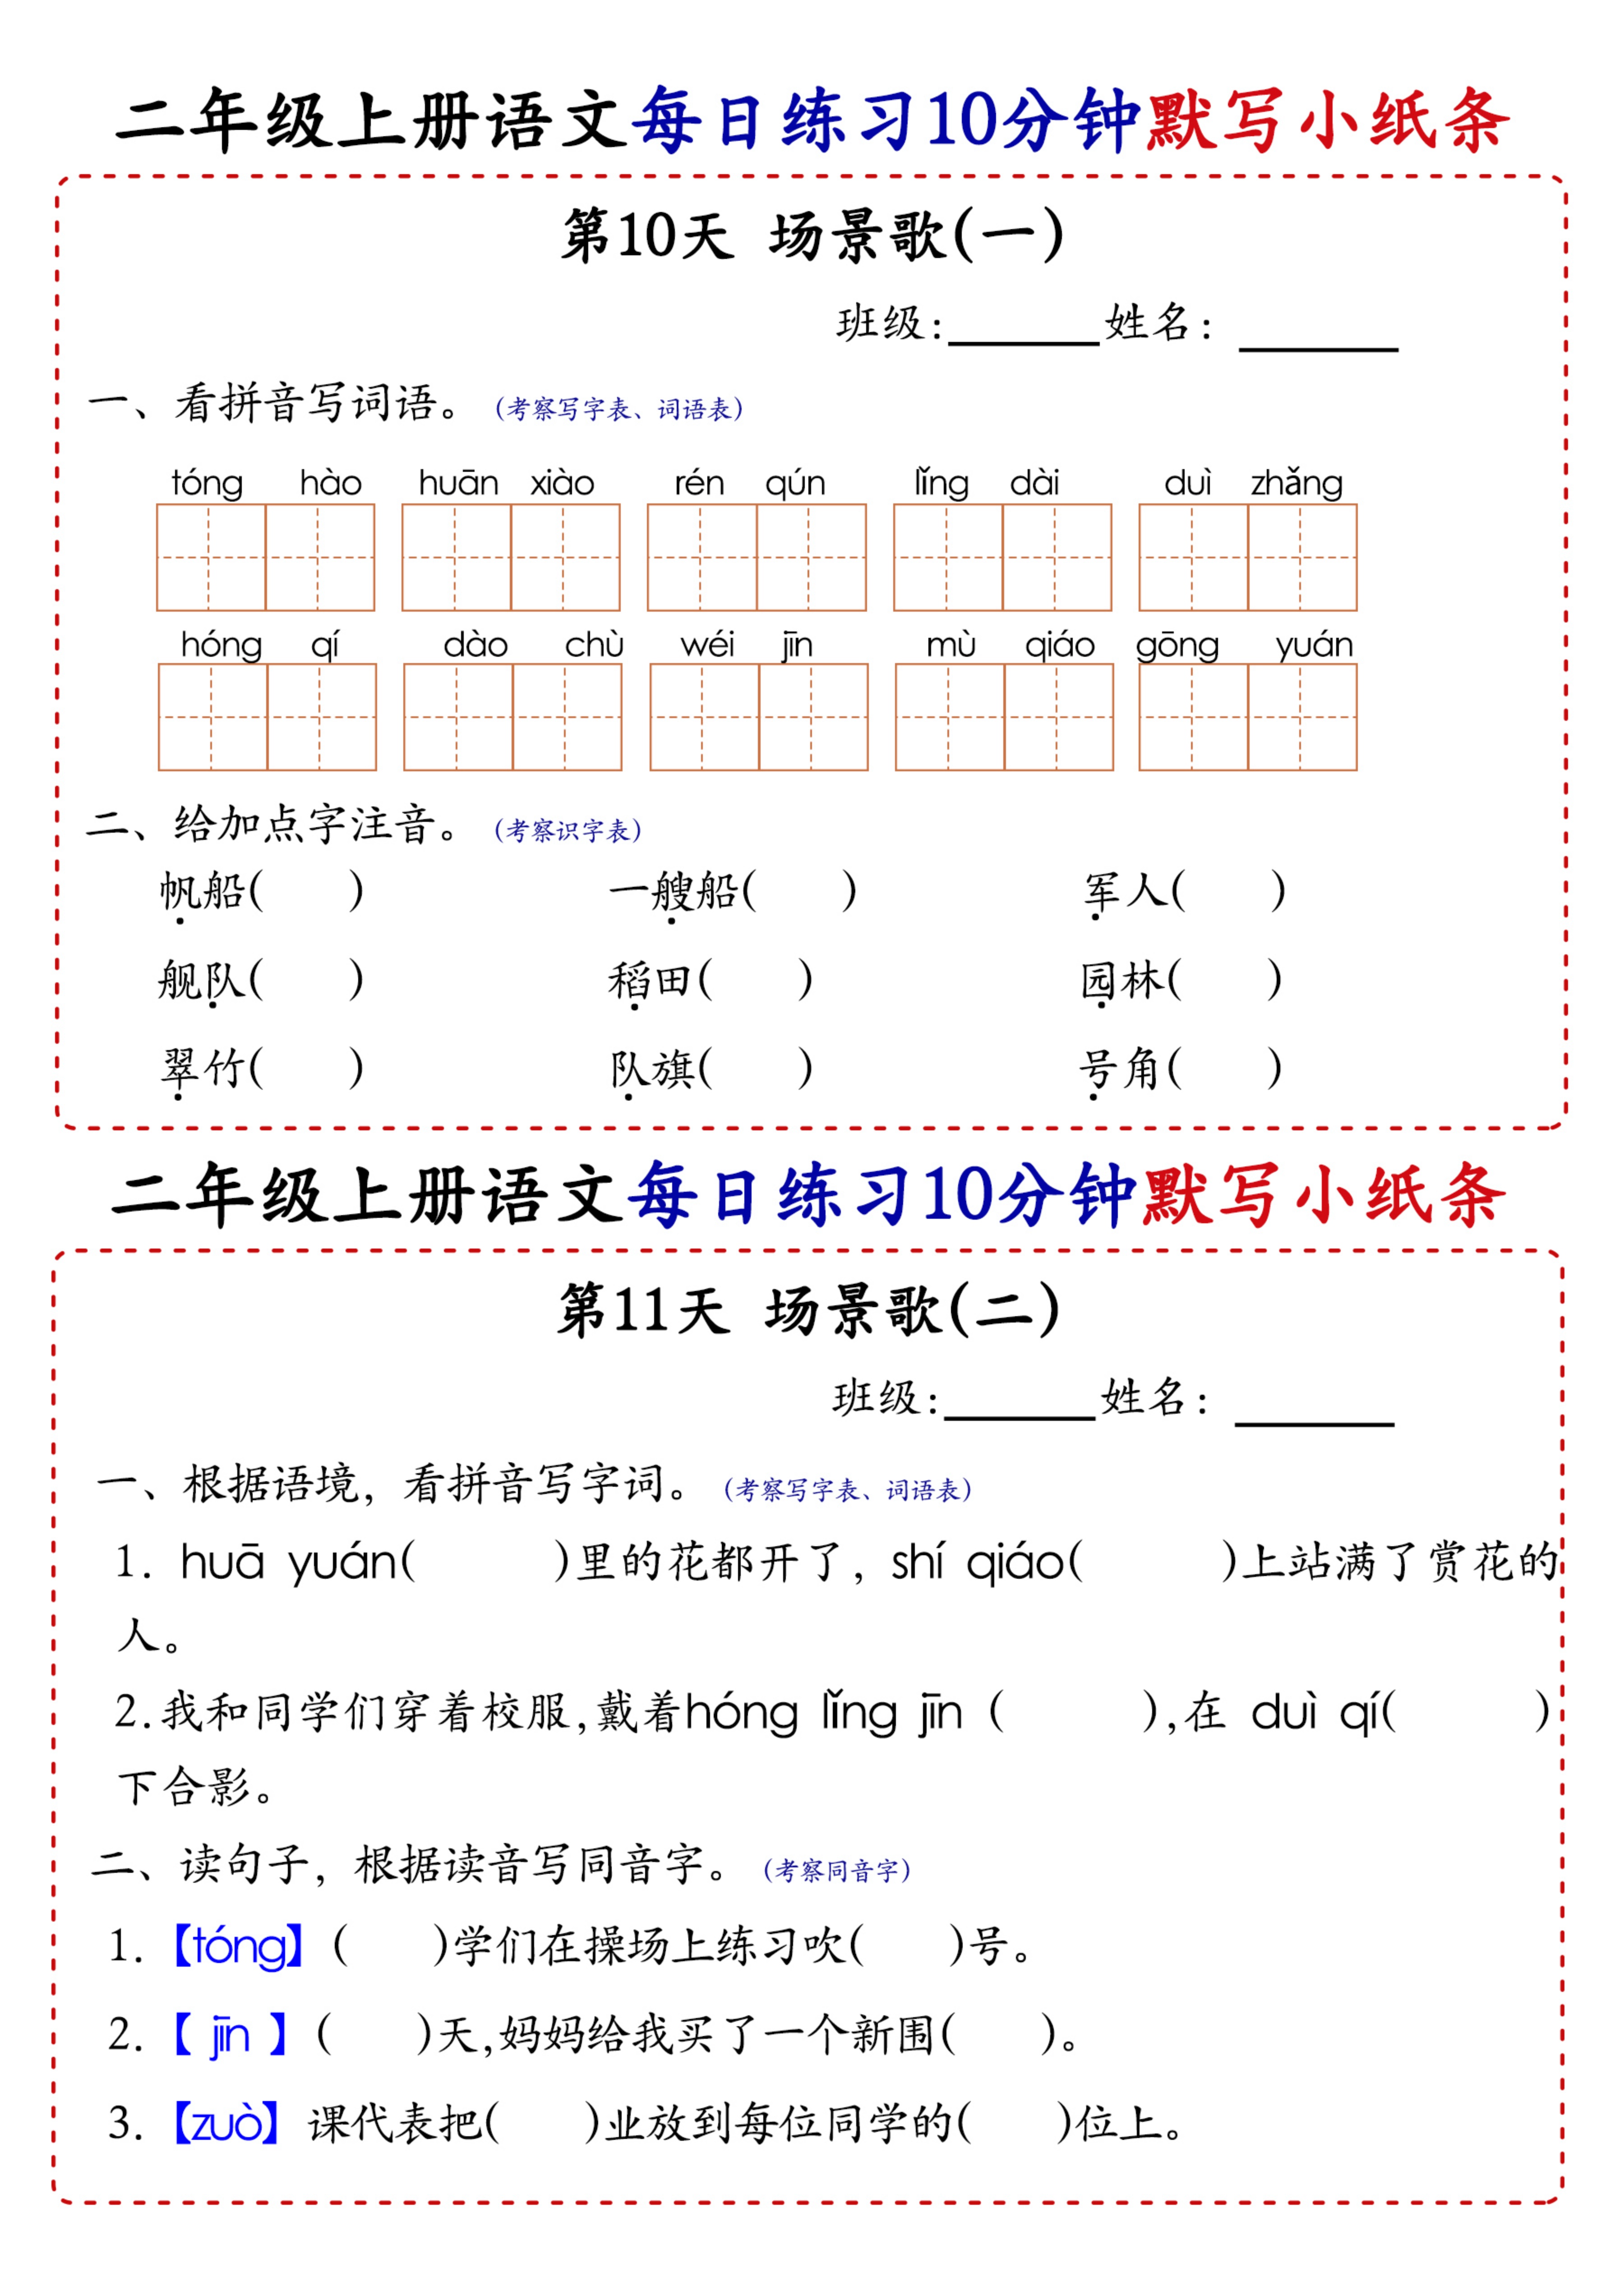 二年级上册语文每日练习10分钟默写小纸条
第10天 场景歌(一)
班级:______姓名: ______
一、看拼音写词语。(考察写字表、词语表)
tóng hào huān xiào rén qún lǐng dài duì zhǎng
hóng qí dào chù wéi jīn mù qiáo gōng yuán
二、给加点字注音。(考察识字表)
帆船( ) 一艘船( ) 军人( )
舰队( ) 稻田( ) 园林( )
翠竹( ) 队旗( ) 号角( )
二年级上册语文每日练习10分钟默写小纸条
第11天 场景歌(二)
班级:______姓名: ______
一、根据语境，看拼音写字词。(考察写字表、词语表)
1. huā yuán( )里的花都开了，shí qiáo( )上站满了赏花的
人。
2.我和同学们穿着校服,戴着hóng lǐng jīn ( ),在 duì qí( )
下合影。
二、读句子，根据读音写同音字。(考察同音字)
1.【tóng】( )学们在操场上练习吹( )号。
2.【 jīn 】( )天,妈妈给我买了一个新围( )。
3.【zuò】课代表把( )业放到每位同学的( )位上。